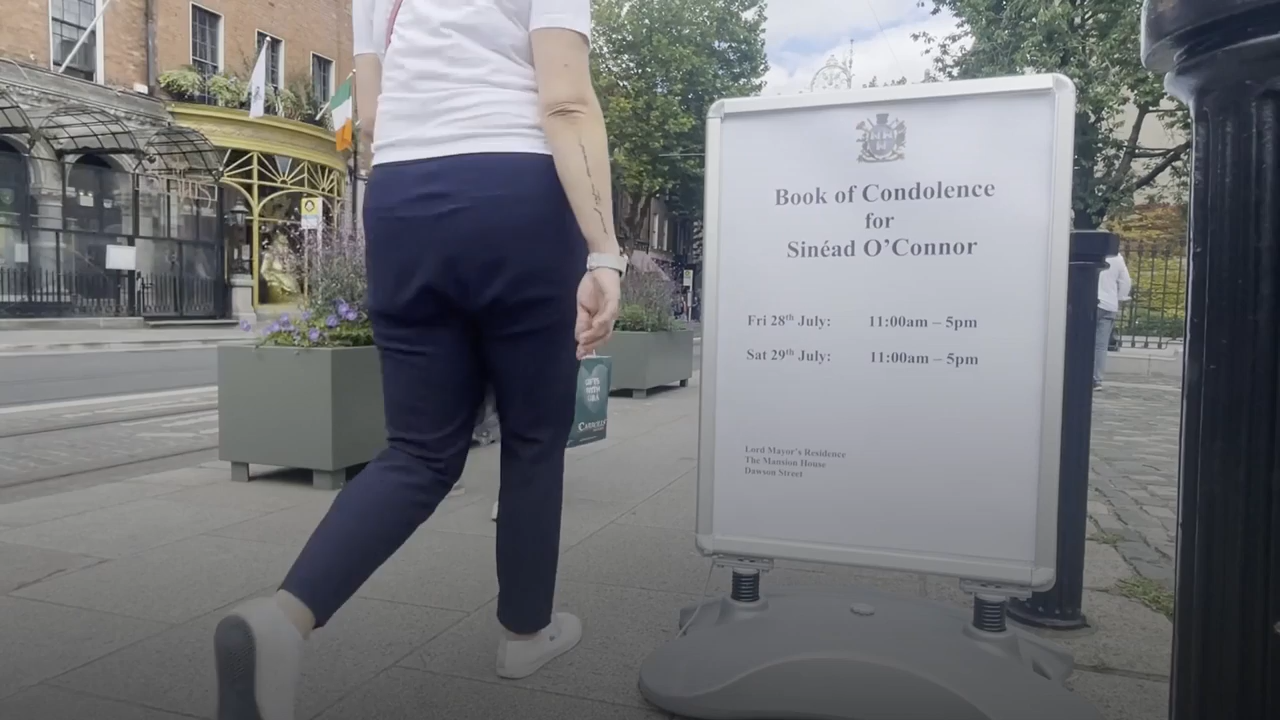 Book of Condolence
for
Sinéad O'Connor
Fri 28th July: 11:00am – 5pm
Sat 29th July: 11:00am – 5pm
Lord Mayor's Residence
The Mansion House
Dawson Street